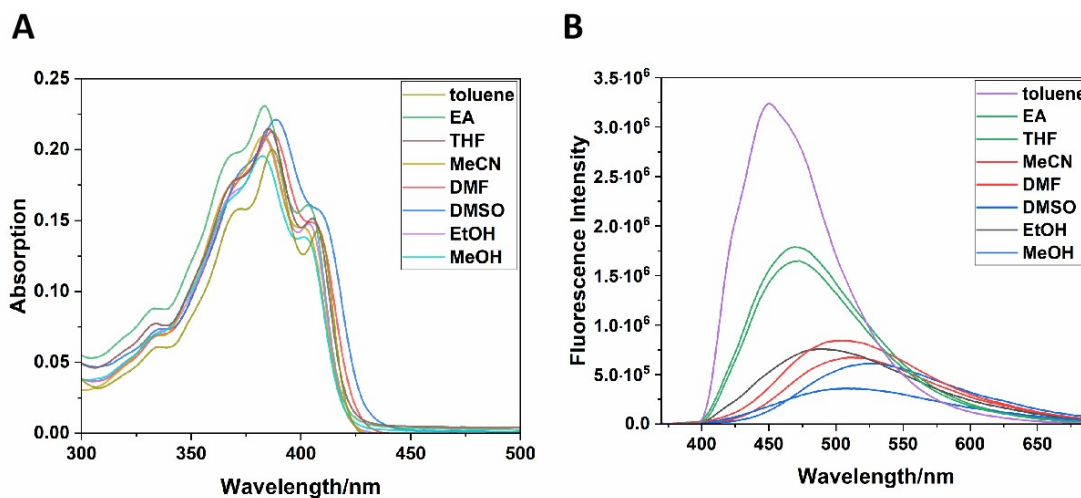 A
B
0.25
0.20
0.15
0.10
0.05
0.00
Absorption
300
350
400
450
500
Wavelength/nm
toluene
EA
THF
MeCN
DMF
DMSO
EtOH
MeOH
3.5·10⁶
3.0·10⁶
2.5·10⁶
2.0·10⁶
1.5·10⁶
1.0·10⁶
5.0·10⁵
0.0
Fluorescence Intensity
400
450
500
550
600
650
Wavelength/nm
toluene
EA
THF
MeCN
DMF
DMSO
EtOH
MeOH